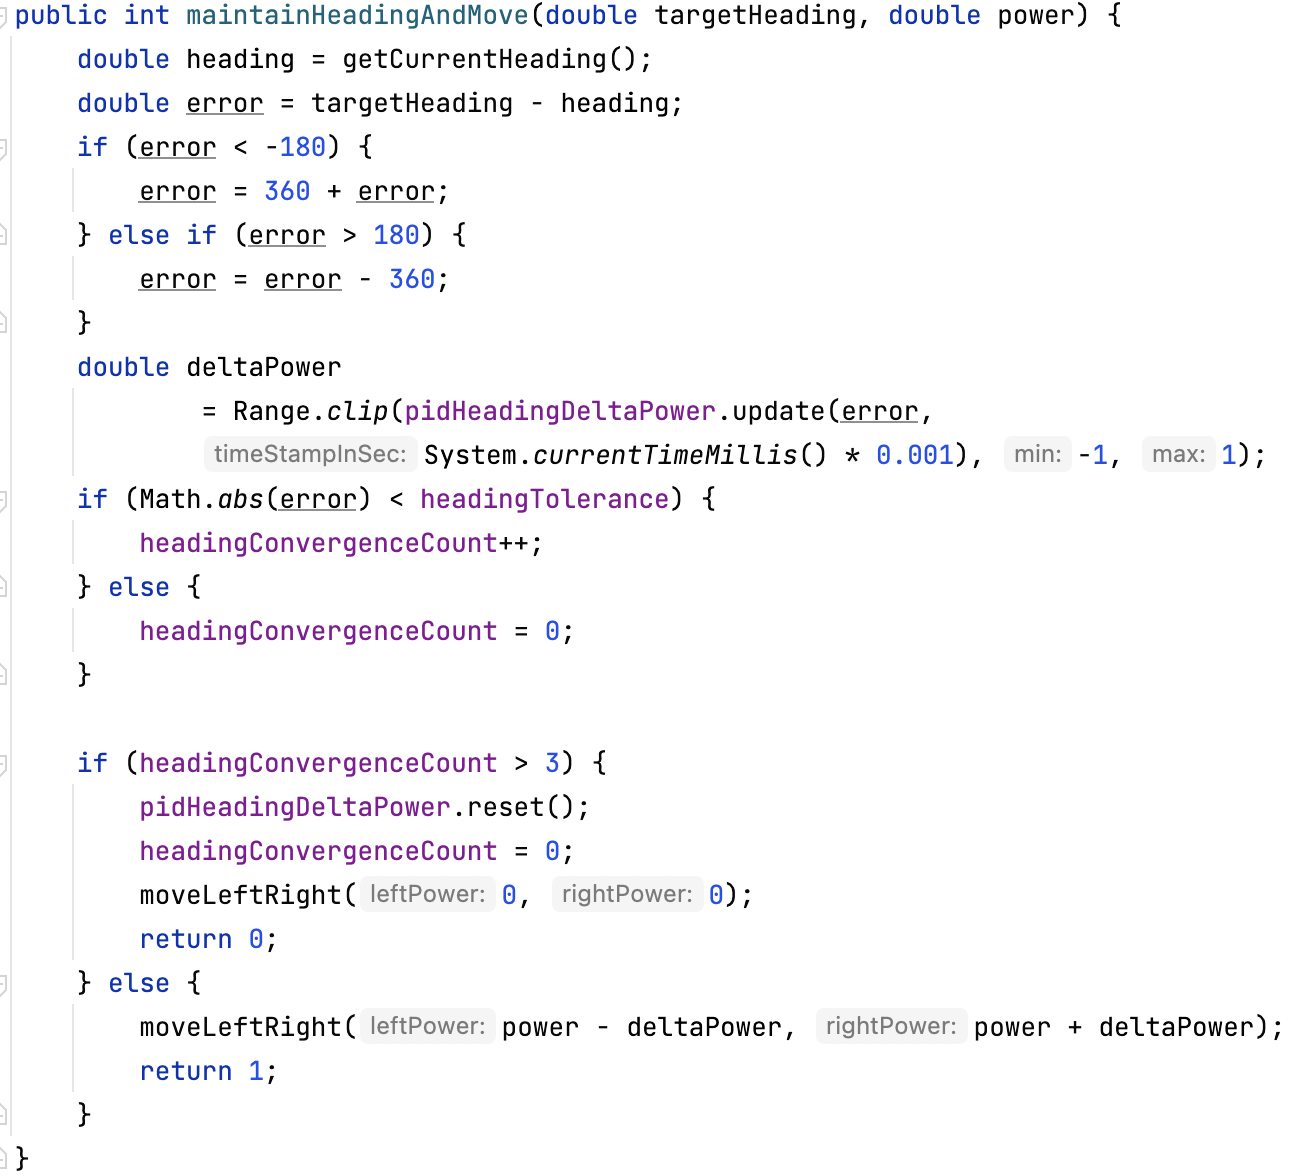 public int maintainHeadingAndMove(double targetHeading, double power) {
    double heading = getCurrentHeading();
    double error = targetHeading - heading;
    if (error < -180) {
        error = 360 + error;
    } else if (error > 180) {
        error = error - 360;
    }
    double deltaPower
            = Range.clip(pidHeadingDeltaPower.update(error,
            timeStampInSec: System.currentTimeMillis() * 0.001), min: -1, max: 1);
    if (Math.abs(error) < headingTolerance) {
        headingConvergenceCount++;
    } else {
        headingConvergenceCount = 0;
    }

    if (headingConvergenceCount > 3) {
        pidHeadingDeltaPower.reset();
        headingConvergenceCount = 0;
        moveLeftRight( leftPower: 0, rightPower: 0);
        return 0;
    } else {
        moveLeftRight( leftPower: power - deltaPower, rightPower: power + deltaPower);
        return 1;
    }
}